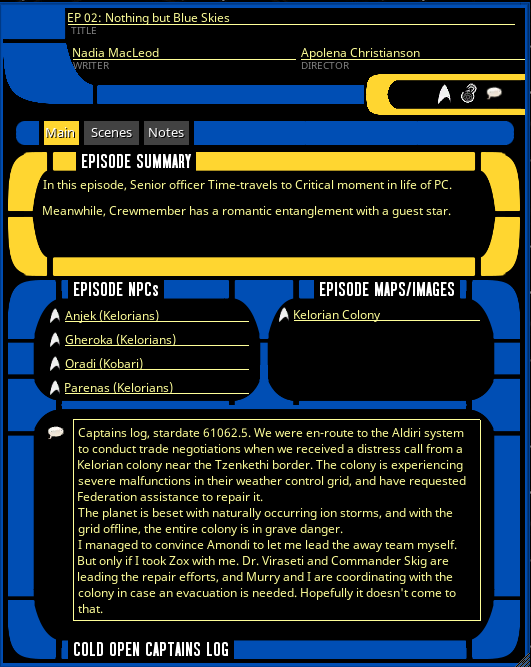 EP 02: Nothing but Blue Skies
TITLE
Nadia MacLeod
Apolena Christianson
WRITER
DIRECTOR
Main
Scenes
Notes
EPISODE SUMMARY
In this episode, Senior officer Time-travels to Critical moment in life of PC.
Meanwhile, Crewmember has a romantic entanglement with a guest star.
EPISODE NPCs
Anjek (Kelorians)
Gheroka (Kelorians)
Oradi (Kobari)
Parenas (Kelorians)
EPISODE MAPS/IMAGES
Kelorian Colony
Captains log, stardate 61062.5. We were en-route to the Aldiri system
to conduct trade negotiations when we received a distress call from a
Kelorian colony near the Tzenkethi border. The colony is experiencing
severe malfunctions in their weather control grid, and have requested
Federation assistance to repair it.
The planet is beset with naturally occurring ion storms, and with the
grid offline, the entire colony is in grave danger.
I managed to convince Amondi to let me lead the away team myself.
But only if I took Zox with me. Dr. Viraseti and Commander Skig are
leading the repair efforts, and Murry and I are coordinating with the
colony in case an evacuation is needed. Hopefully it doesn't come to
that.
COLD OPEN CAPTAINS LOG